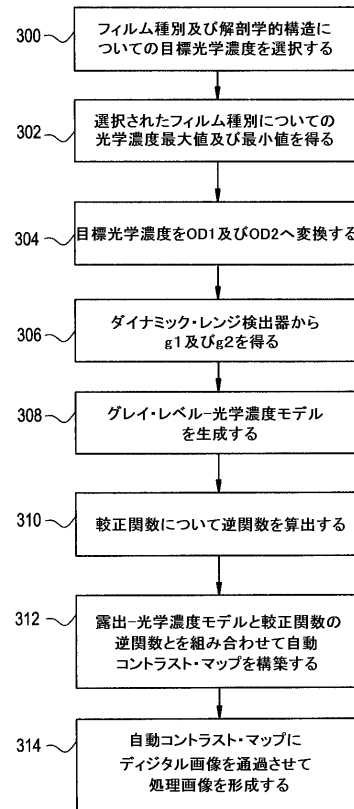 300
フィルム種別及び解剖学的構造に
ついての目標光学濃度を選択する
302
選択されたフィルム種別についての
光学濃度最大値及び最小値を得る
304
目標光学濃度をOD1及びOD2へ変換する
306
ダイナミック・レンジ検出器から
g1及びg2を得る
308
グレイ・レベル-光学濃度モデル
を生成する
310
較正関数について逆関数を算出する
312
露出-光学濃度モデルと較正関数の
逆関数とを組み合わせて自動
コントラスト・マップを構築する
314
自動コントラスト・マップに
ディジタル画像を通過させて
処理画像を形成する